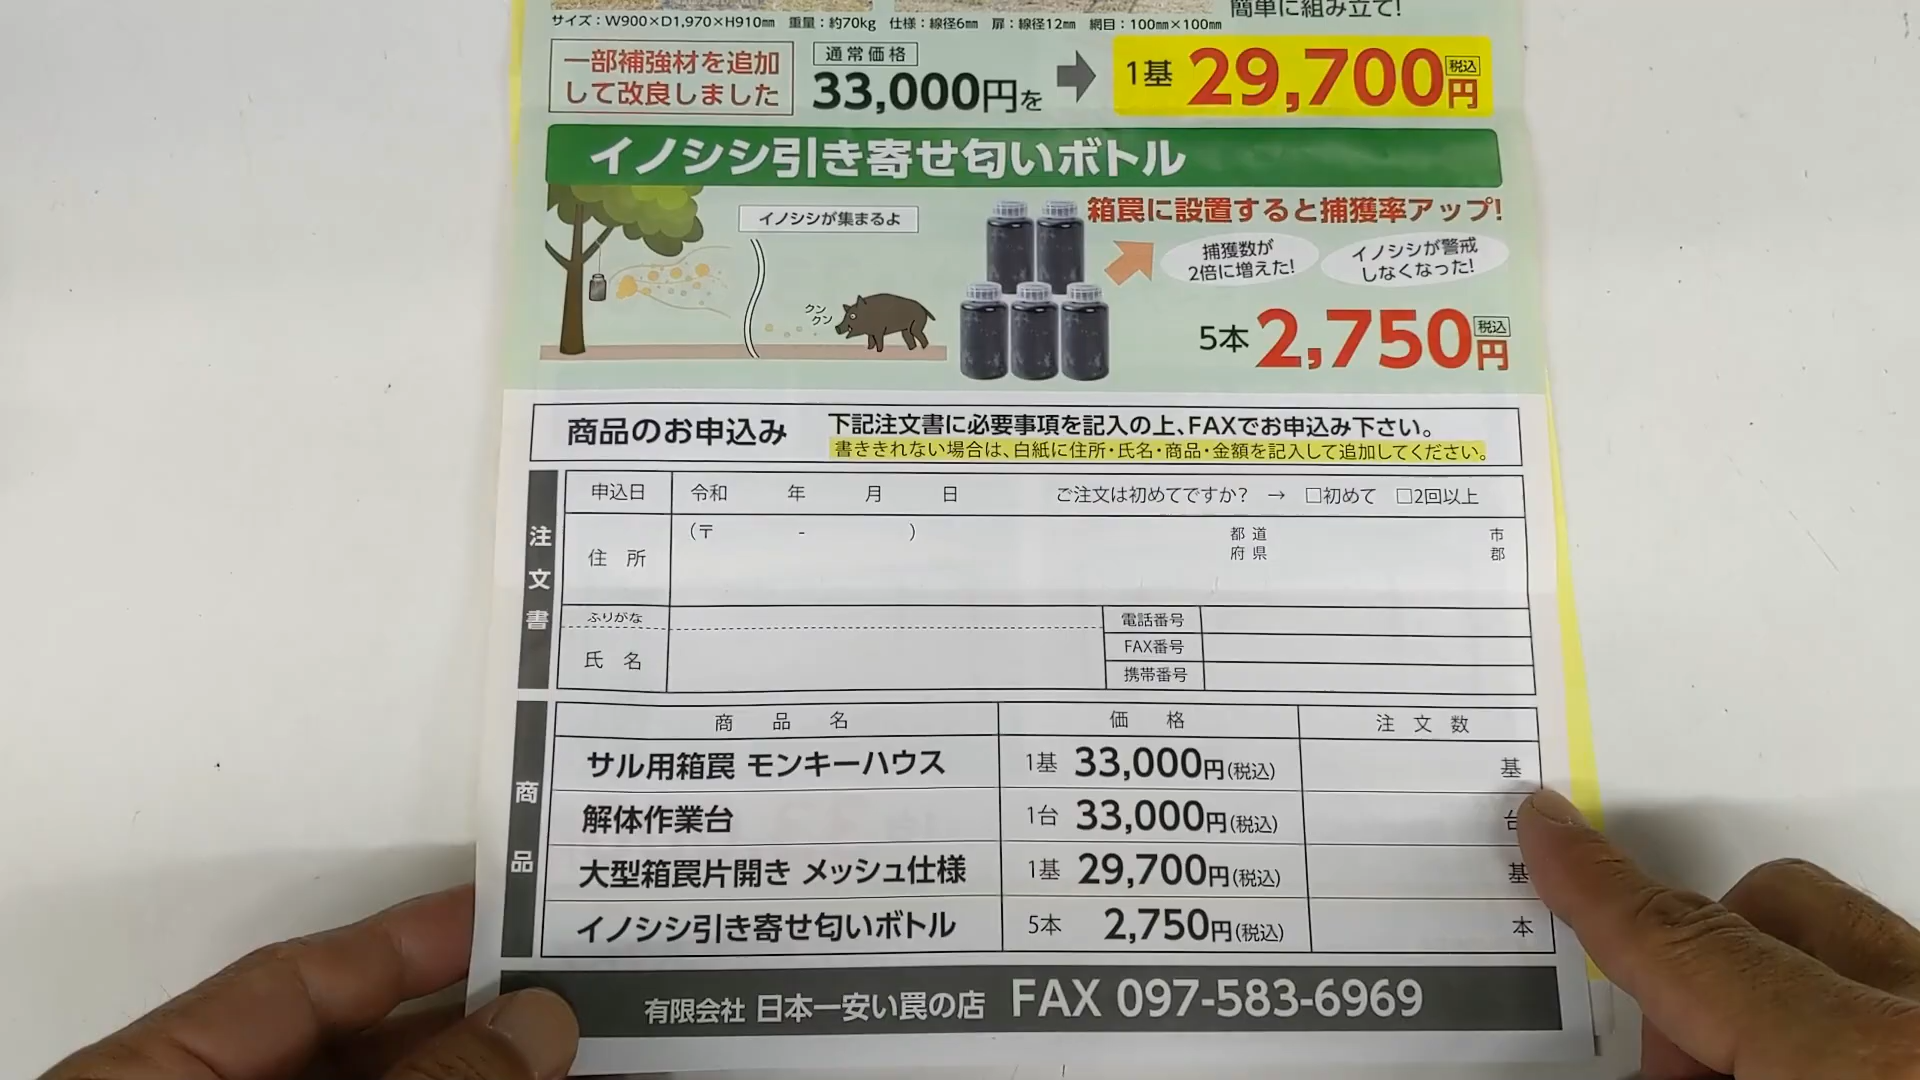 簡単に組み立て!
サイズ:W900×D1,970×H910㎜ 重量:約70kg 仕様:線径6㎜ 扉:線径12㎜ 網目:100㎜×100㎜
一部補強材を追加
して改良しました
通常価格
33,000円を
1基 29,700円 税込
イノシシ引き寄せ匂いボトル
イノシシが集まるよ
クン
クン
箱罠に設置すると捕獲率アップ!
捕獲数が
2倍に増えた!
イノシシが警戒
しなくなった!
5本 2,750円 税込
商品のお申込み
下記注文書に必要事項を記入の上、FAXでお申込み下さい。
書ききれない場合は、白紙に住所・氏名・商品・金額を記入して追加してください。
注文書
申込日 令和 年 月 日 ご注文は初めてですか? → □初めて □2回以上
住 所 (〒 - ) 都道府県 市郡
ふりがな
氏 名
電話番号
FAX番号
携帯番号
商品
商 品 名 価 格 注 文 数
サル用箱罠 モンキーハウス 1基 33,000円(税込) 基
解体作業台 1台 33,000円(税込) 台
大型箱罠片開き メッシュ仕様 1基 29,700円(税込) 基
イノシシ引き寄せ匂いボトル 5本 2,750円(税込) 本
有限会社 日本一安い罠の店 FAX 097-583-6969